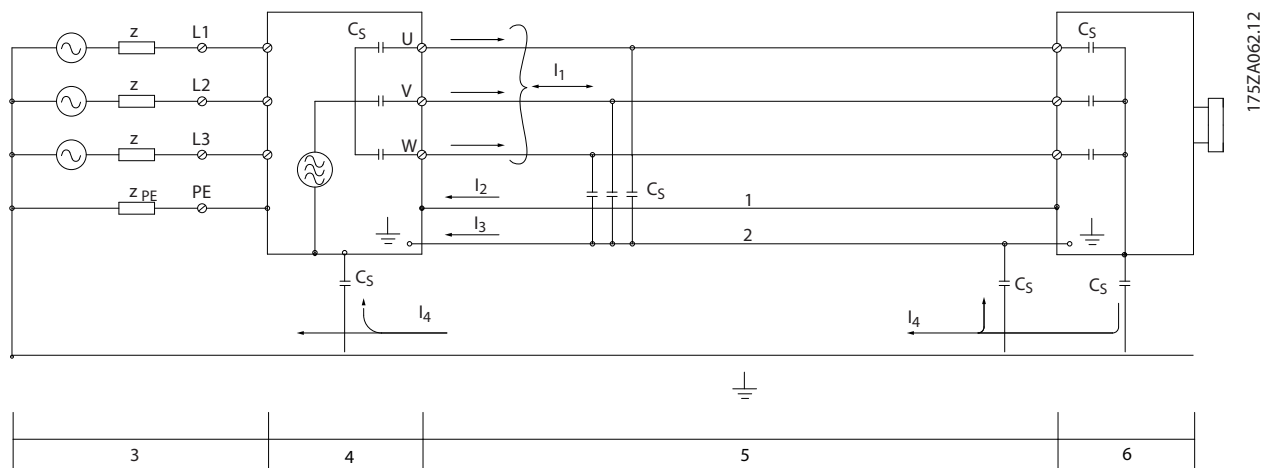 z L1 C_S U C_S
I_1
z L2 V
z L3 W
z_PE PE I_2 C_S 1
I_3 2
C_S C_S C_S
I_4 I_4
3 4 5 6
175ZA062.12